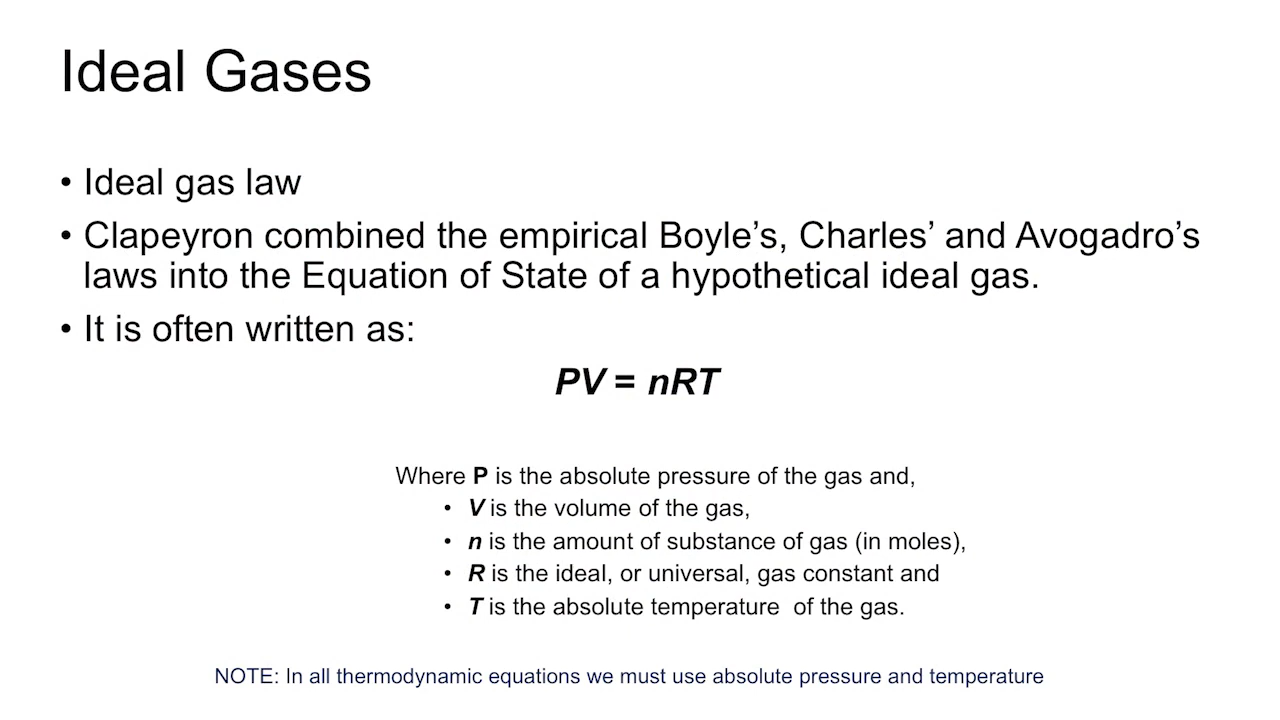 Ideal Gases
• Ideal gas law
• Clapeyron combined the empirical Boyle’s, Charles’ and Avogadro’s
laws into the Equation of State of a hypothetical ideal gas.
• It is often written as:
PV = nRT
Where P is the absolute pressure of the gas and,
• V is the volume of the gas,
• n is the amount of substance of gas (in moles),
• R is the ideal, or universal, gas constant and
• T is the absolute temperature  of the gas.
NOTE: In all thermodynamic equations we must use absolute pressure and temperature